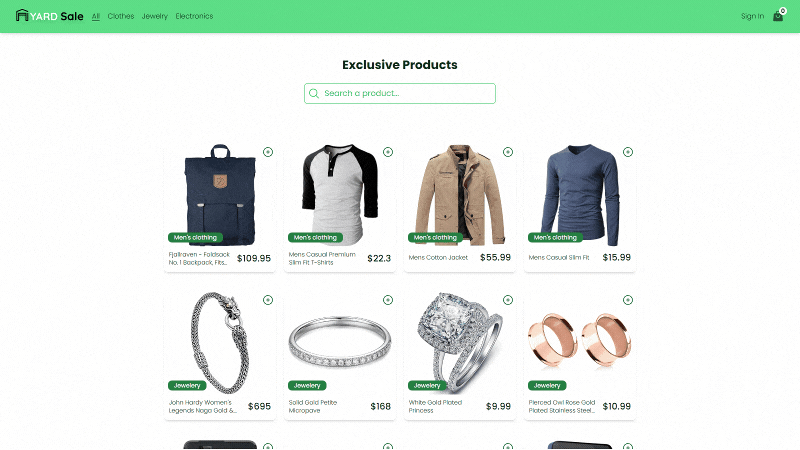 YARD Sale All Clothes Jewelry Electronics Sign In 0
Exclusive Products
Search a product...
Men's clothing Men's clothing Men's clothing Men's clothing
Fjallraven - Foldsack No. 1 Backpack, Fits... $109.95
Mens Casual Premium Slim Fit T-Shirts $22.3
Mens Cotton Jacket $55.99
Mens Casual Slim Fit $15.99
Jewelery Jewelery Jewelery Jewelery
John Hardy Women's Legends Naga Gold &... $695
Solid Gold Petite Micropave $168
White Gold Plated Princess $9.99
Pierced Owl Rose Gold Plated Stainless Steel... $10.99